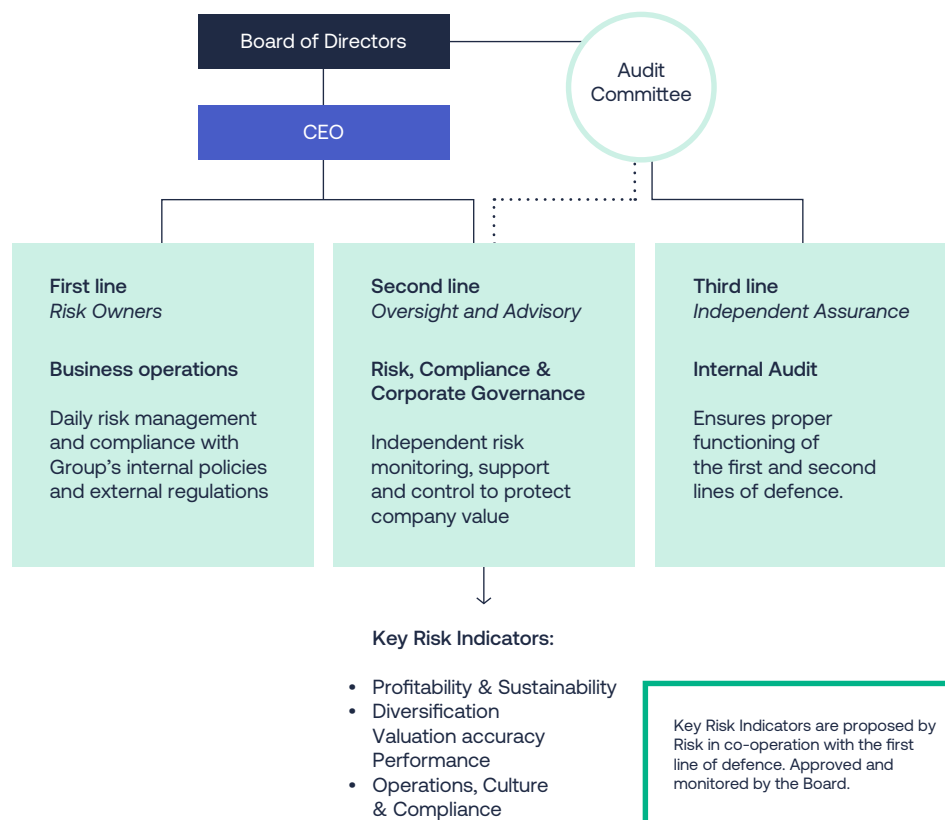 Board of Directors
Audit
Committee
CEO
First line
Risk Owners
Business operations
Daily risk management
and compliance with
Group's internal policies
and external regulations
Second line
Oversight and Advisory
Risk, Compliance &
Corporate Governance
Independent risk
monitoring, support
and control to protect
company value
Third line
Independent Assurance
Internal Audit
Ensures proper
functioning of
the first and second
lines of defence.
Key Risk Indicators:
• Profitability & Sustainability
• Diversification
Valuation accuracy
Performance
• Operations, Culture
& Compliance
Key Risk Indicators are proposed by
Risk in co-operation with the first
line of defence. Approved and
monitored by the Board.